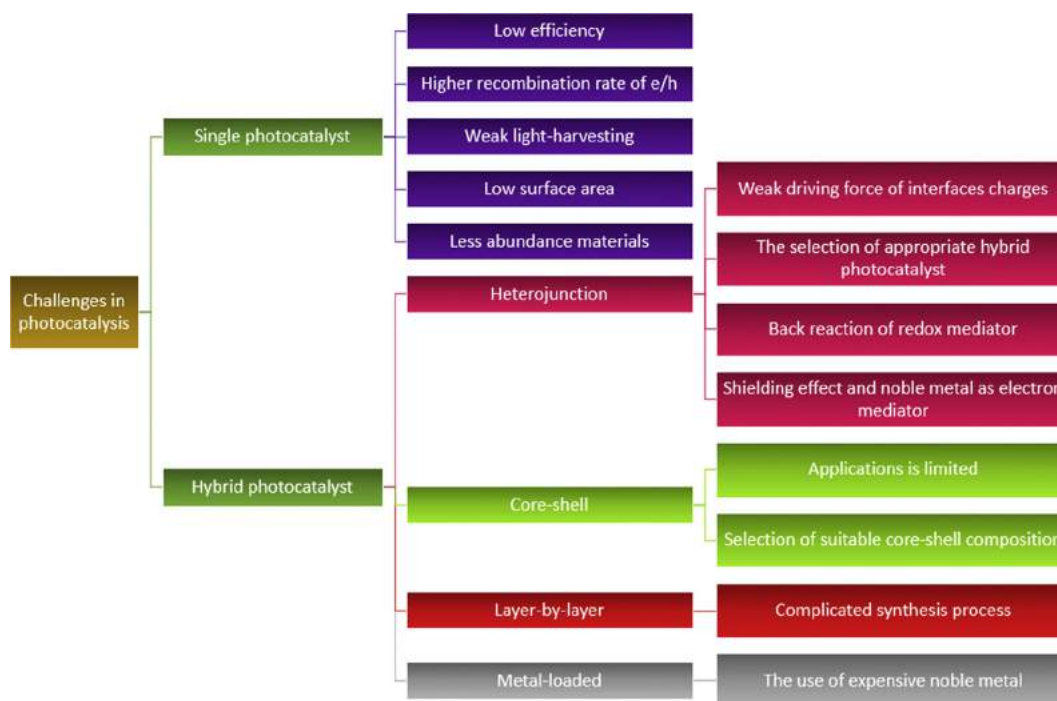 Challenges in
photocatalysis
Single photocatalyst
Low efficiency
Higher recombination rate of e/h
Weak light-harvesting
Low surface area
Less abundance materials
Hybrid photocatalyst
Heterojunction
Weak driving force of interfaces charges
The selection of appropriate hybrid
photocatalyst
Back reaction of redox mediator
Shielding effect and noble metal as electron
mediator
Core-shell
Applications is limited
Selection of suitable core-shell composition
Layer-by-layer
Complicated synthesis process
Metal-loaded
The use of expensive noble metal